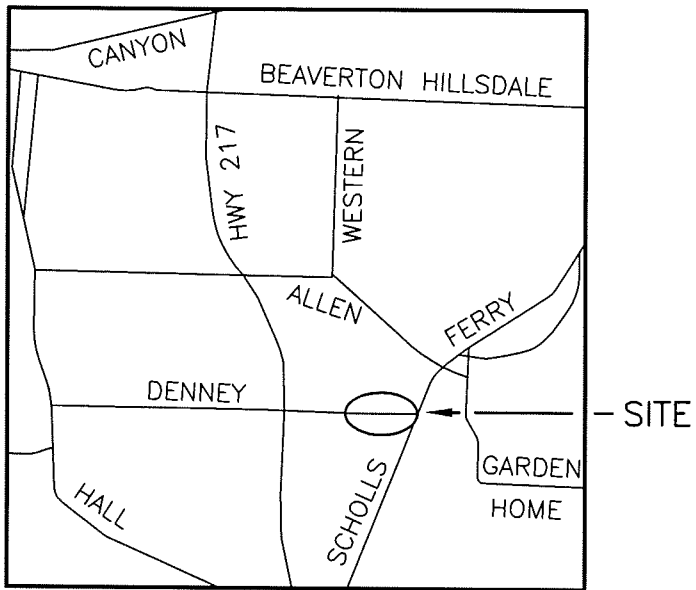 CANYON
BEAVERTON HILLSDALE
HWY 217
WESTERN
ALLEN
FERRY
DENNEY
SITE
SCHOLLS
GARDEN
HOME
HALL